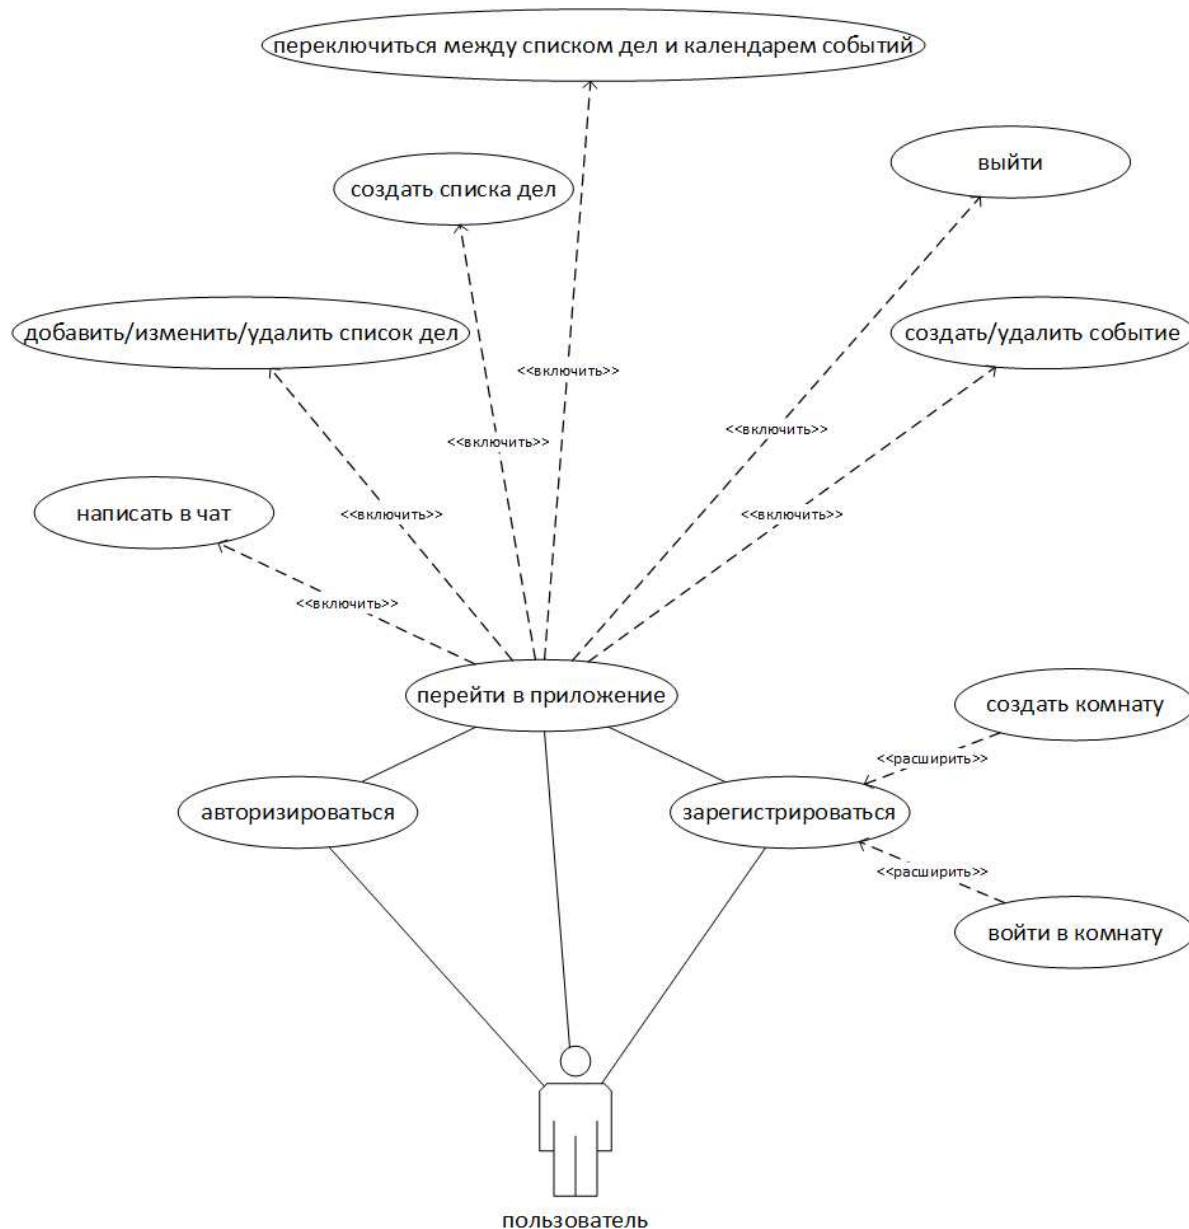 переключиться между списком дел и календарем событий
выйти
создать списка дел
добавить/изменить/удалить список дел
создать/удалить событие
<<включить>>
<<включить>>
<<включить>>
написать в чат
<<включить>>
<<включить>>
<<включить>>
перейти в приложение
создать комнату
<<расширить>>
авторизироваться
зарегистрироваться
<<расширить>>
войти в комнату
пользователь